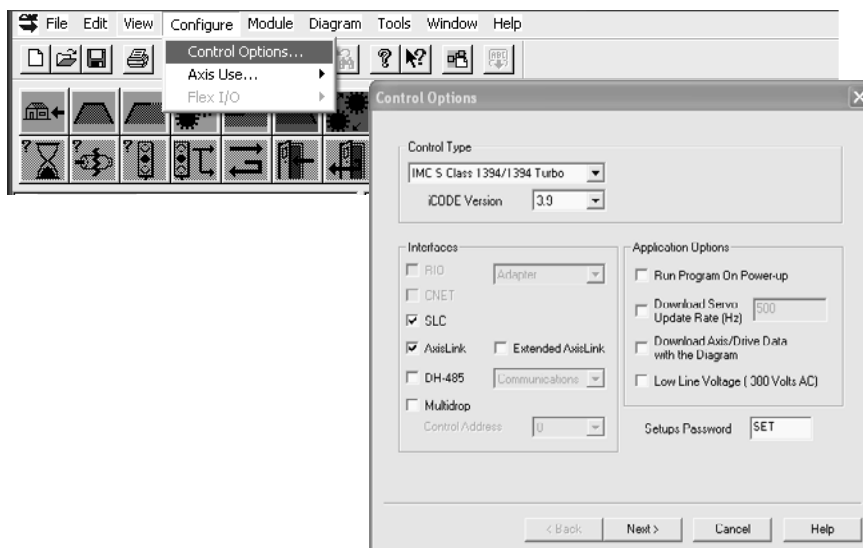 File Edit View Configure Module Diagram Tools Window Help
Control Options...
Axis Use...
Flex I/O
Control Options
Control Type
IMC S Class 1394/1394 Turbo
iCODE Version 3.9
Interfaces
RIO Adapter
CNET
SLC
AxisLink Extended AxisLink
DH-485 Communications
Multidrop
Control Address 0
Application Options
Run Program On Power-up
Download Servo
Update Rate (Hz) 500
Download Axis/Drive Data
with the Diagram
Low Line Voltage ( 300 Volts AC)
Setups Password SET
< Back Next > Cancel Help